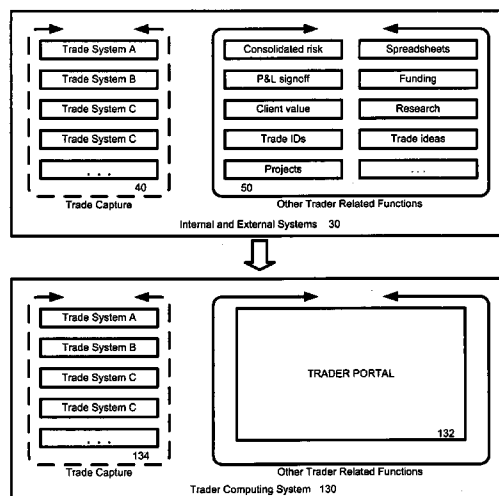 Trade System A
Trade System B
Trade System C
Trade System C
. . .
40
Trade Capture
Consolidated risk
Spreadsheets
P&L signoff
Funding
Client value
Research
Trade IDs
Trade ideas
Projects
...
50
Other Trader Related Functions
Internal and External Systems 30
Trade System A
Trade System B
Trade System C
Trade System C
. . .
134
Trade Capture
TRADER PORTAL
132
Other Trader Related Functions
Trader Computing System 130